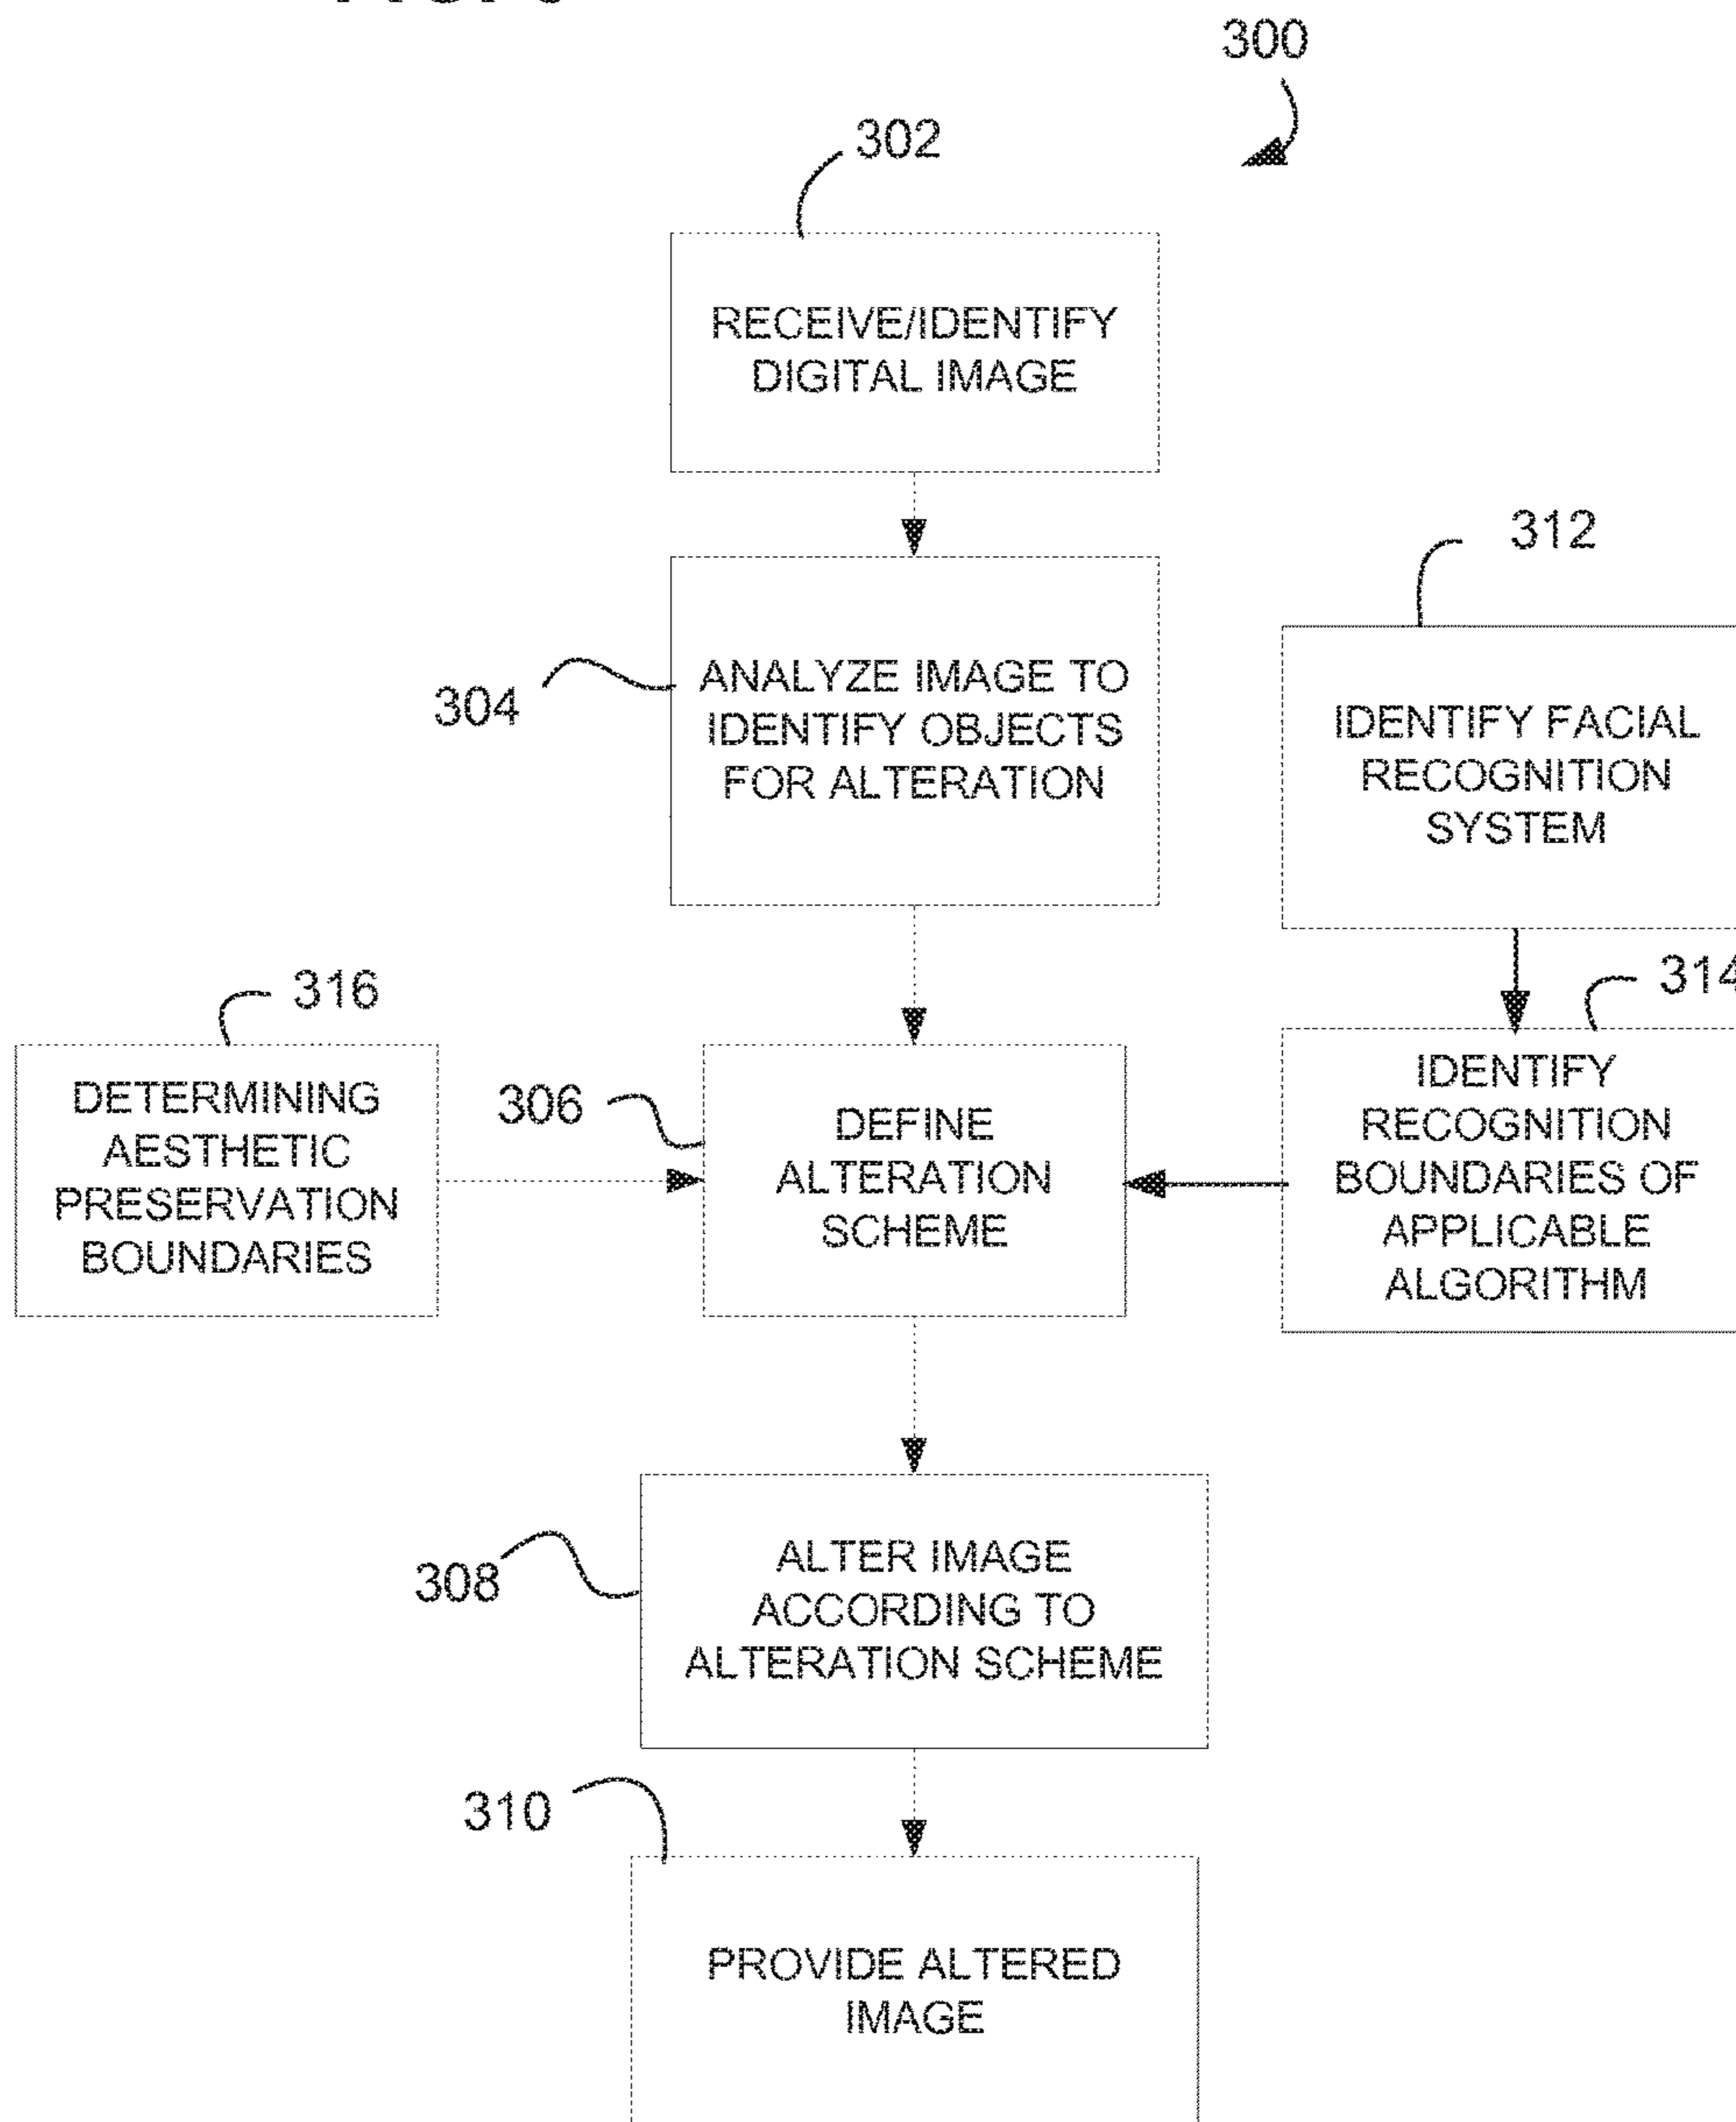 300
302
RECEIVE/IDENTIFY
DIGITAL IMAGE
304
ANALYZE IMAGE TO
IDENTIFY OBJECTS
FOR ALTERATION
312
IDENTIFY FACIAL
RECOGNITION
SYSTEM
316
DETERMINING
AESTHETIC
PRESERVATION
BOUNDARIES
306
DEFINE
ALTERATION
SCHEME
314
IDENTIFY
RECOGNITION
BOUNDARIES OF
APPLICABLE
ALGORITHM
308
ALTER IMAGE
ACCORDING TO
ALTERATION SCHEME
310
PROVIDE ALTERED
IMAGE